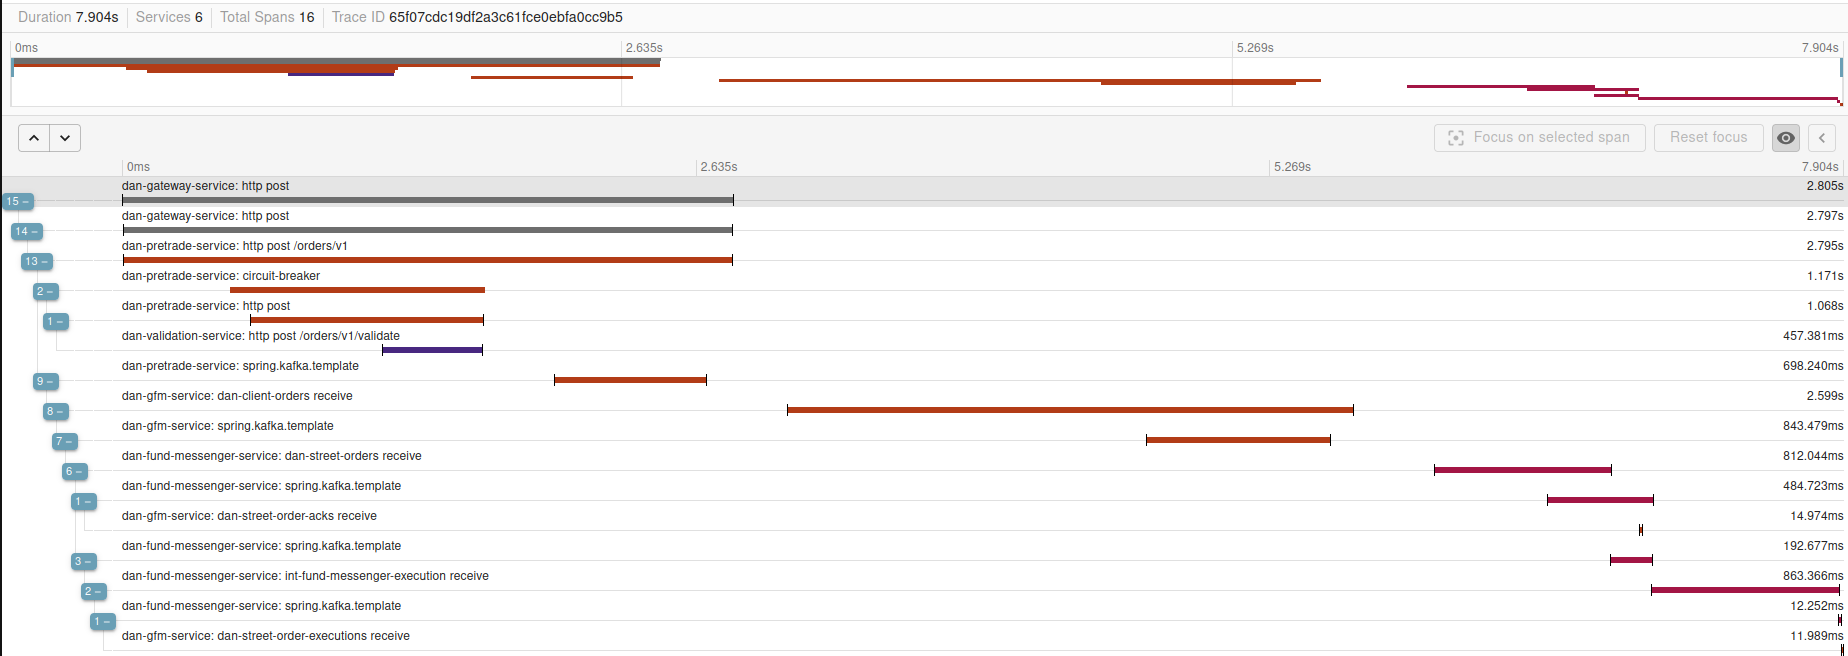 Duration 7.904s Services 6 Total Spans 16 Trace ID 65f07cdc19df2a3c61fce0ebfa0cc9b5
0ms 2.635s 5.269s 7.904s
Focus on selected span Reset focus
0ms 2.635s 5.269s 7.904s
dan-gateway-service: http post 2.805s
15 –
dan-gateway-service: http post 2.797s
14 –
dan-pretrade-service: http post /orders/v1 2.795s
13 –
dan-pretrade-service: circuit-breaker 1.171s
2 –
dan-pretrade-service: http post 1.068s
1 –
dan-validation-service: http post /orders/v1/validate 457.381ms
dan-pretrade-service: spring.kafka.template 698.240ms
9 –
dan-gfm-service: dan-client-orders receive 2.599s
8 –
dan-gfm-service: spring.kafka.template 843.479ms
7 –
dan-fund-messenger-service: dan-street-orders receive 812.044ms
6 –
dan-fund-messenger-service: spring.kafka.template 484.723ms
1 –
dan-gfm-service: dan-street-order-acks receive 14.974ms
dan-fund-messenger-service: spring.kafka.template 192.677ms
3 –
dan-fund-messenger-service: int-fund-messenger-execution receive 863.366ms
2 –
dan-fund-messenger-service: spring.kafka.template 12.252ms
1 –
dan-gfm-service: dan-street-order-executions receive 11.989ms